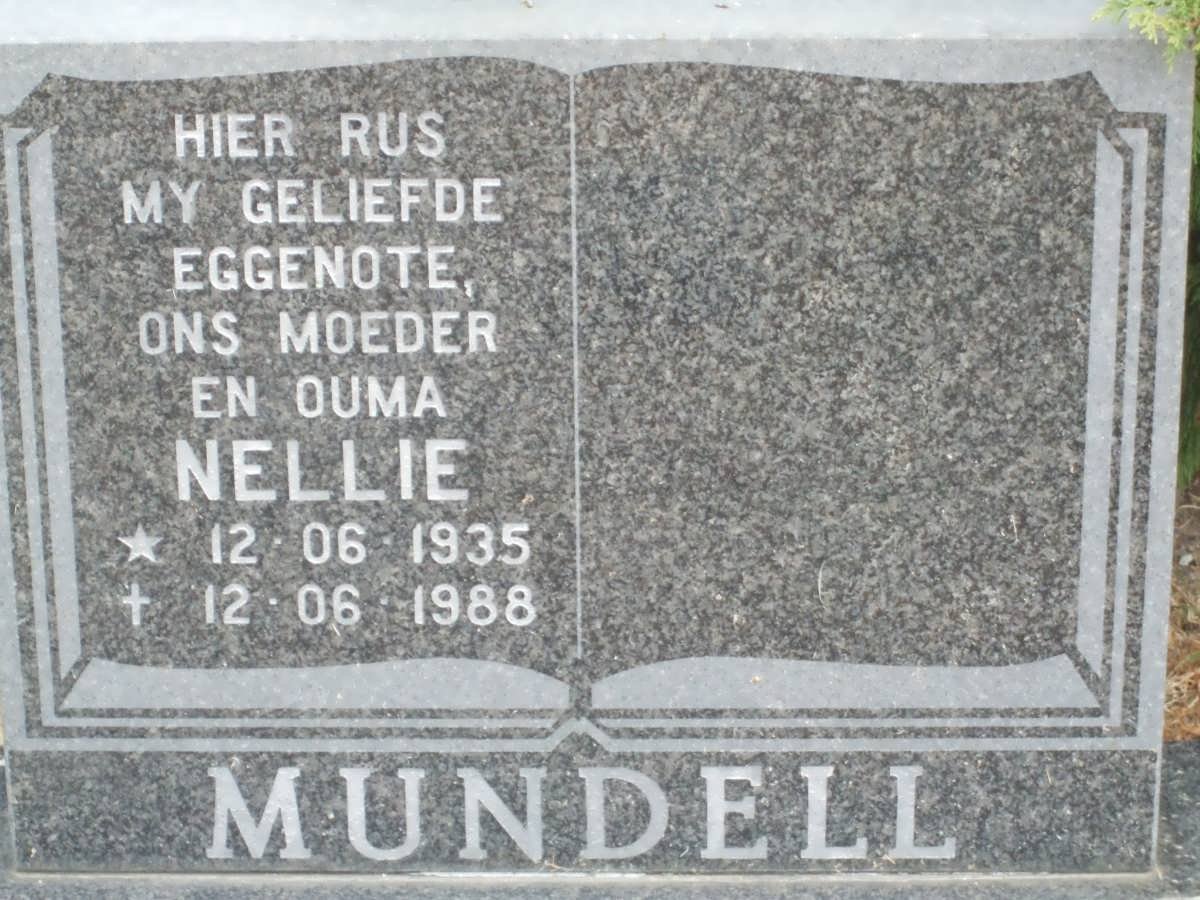 HIER RUS
MY GELIEFDE
EGGENOTE,
ONS MOEDER
EN OUMA
NELLIE
★ 12·06·1935
✝ 12·06·1988
MUNDELL